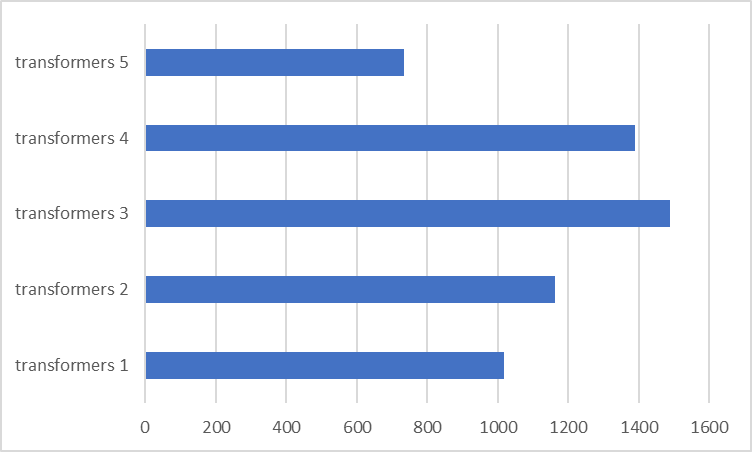 transformers 5
transformers 4
transformers 3
transformers 2
transformers 1
0 200 400 600 800 1000 1200 1400 1600